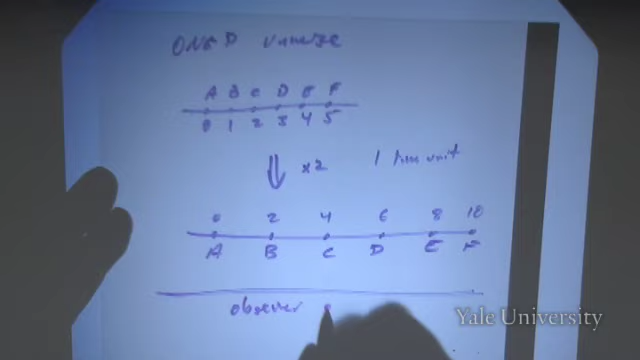 ONE D universe
A B C D E F
0 1 2 3 4 5
x2
1 time unit
0 2 4 6 8 10
A B C D E F
observer
Yale University